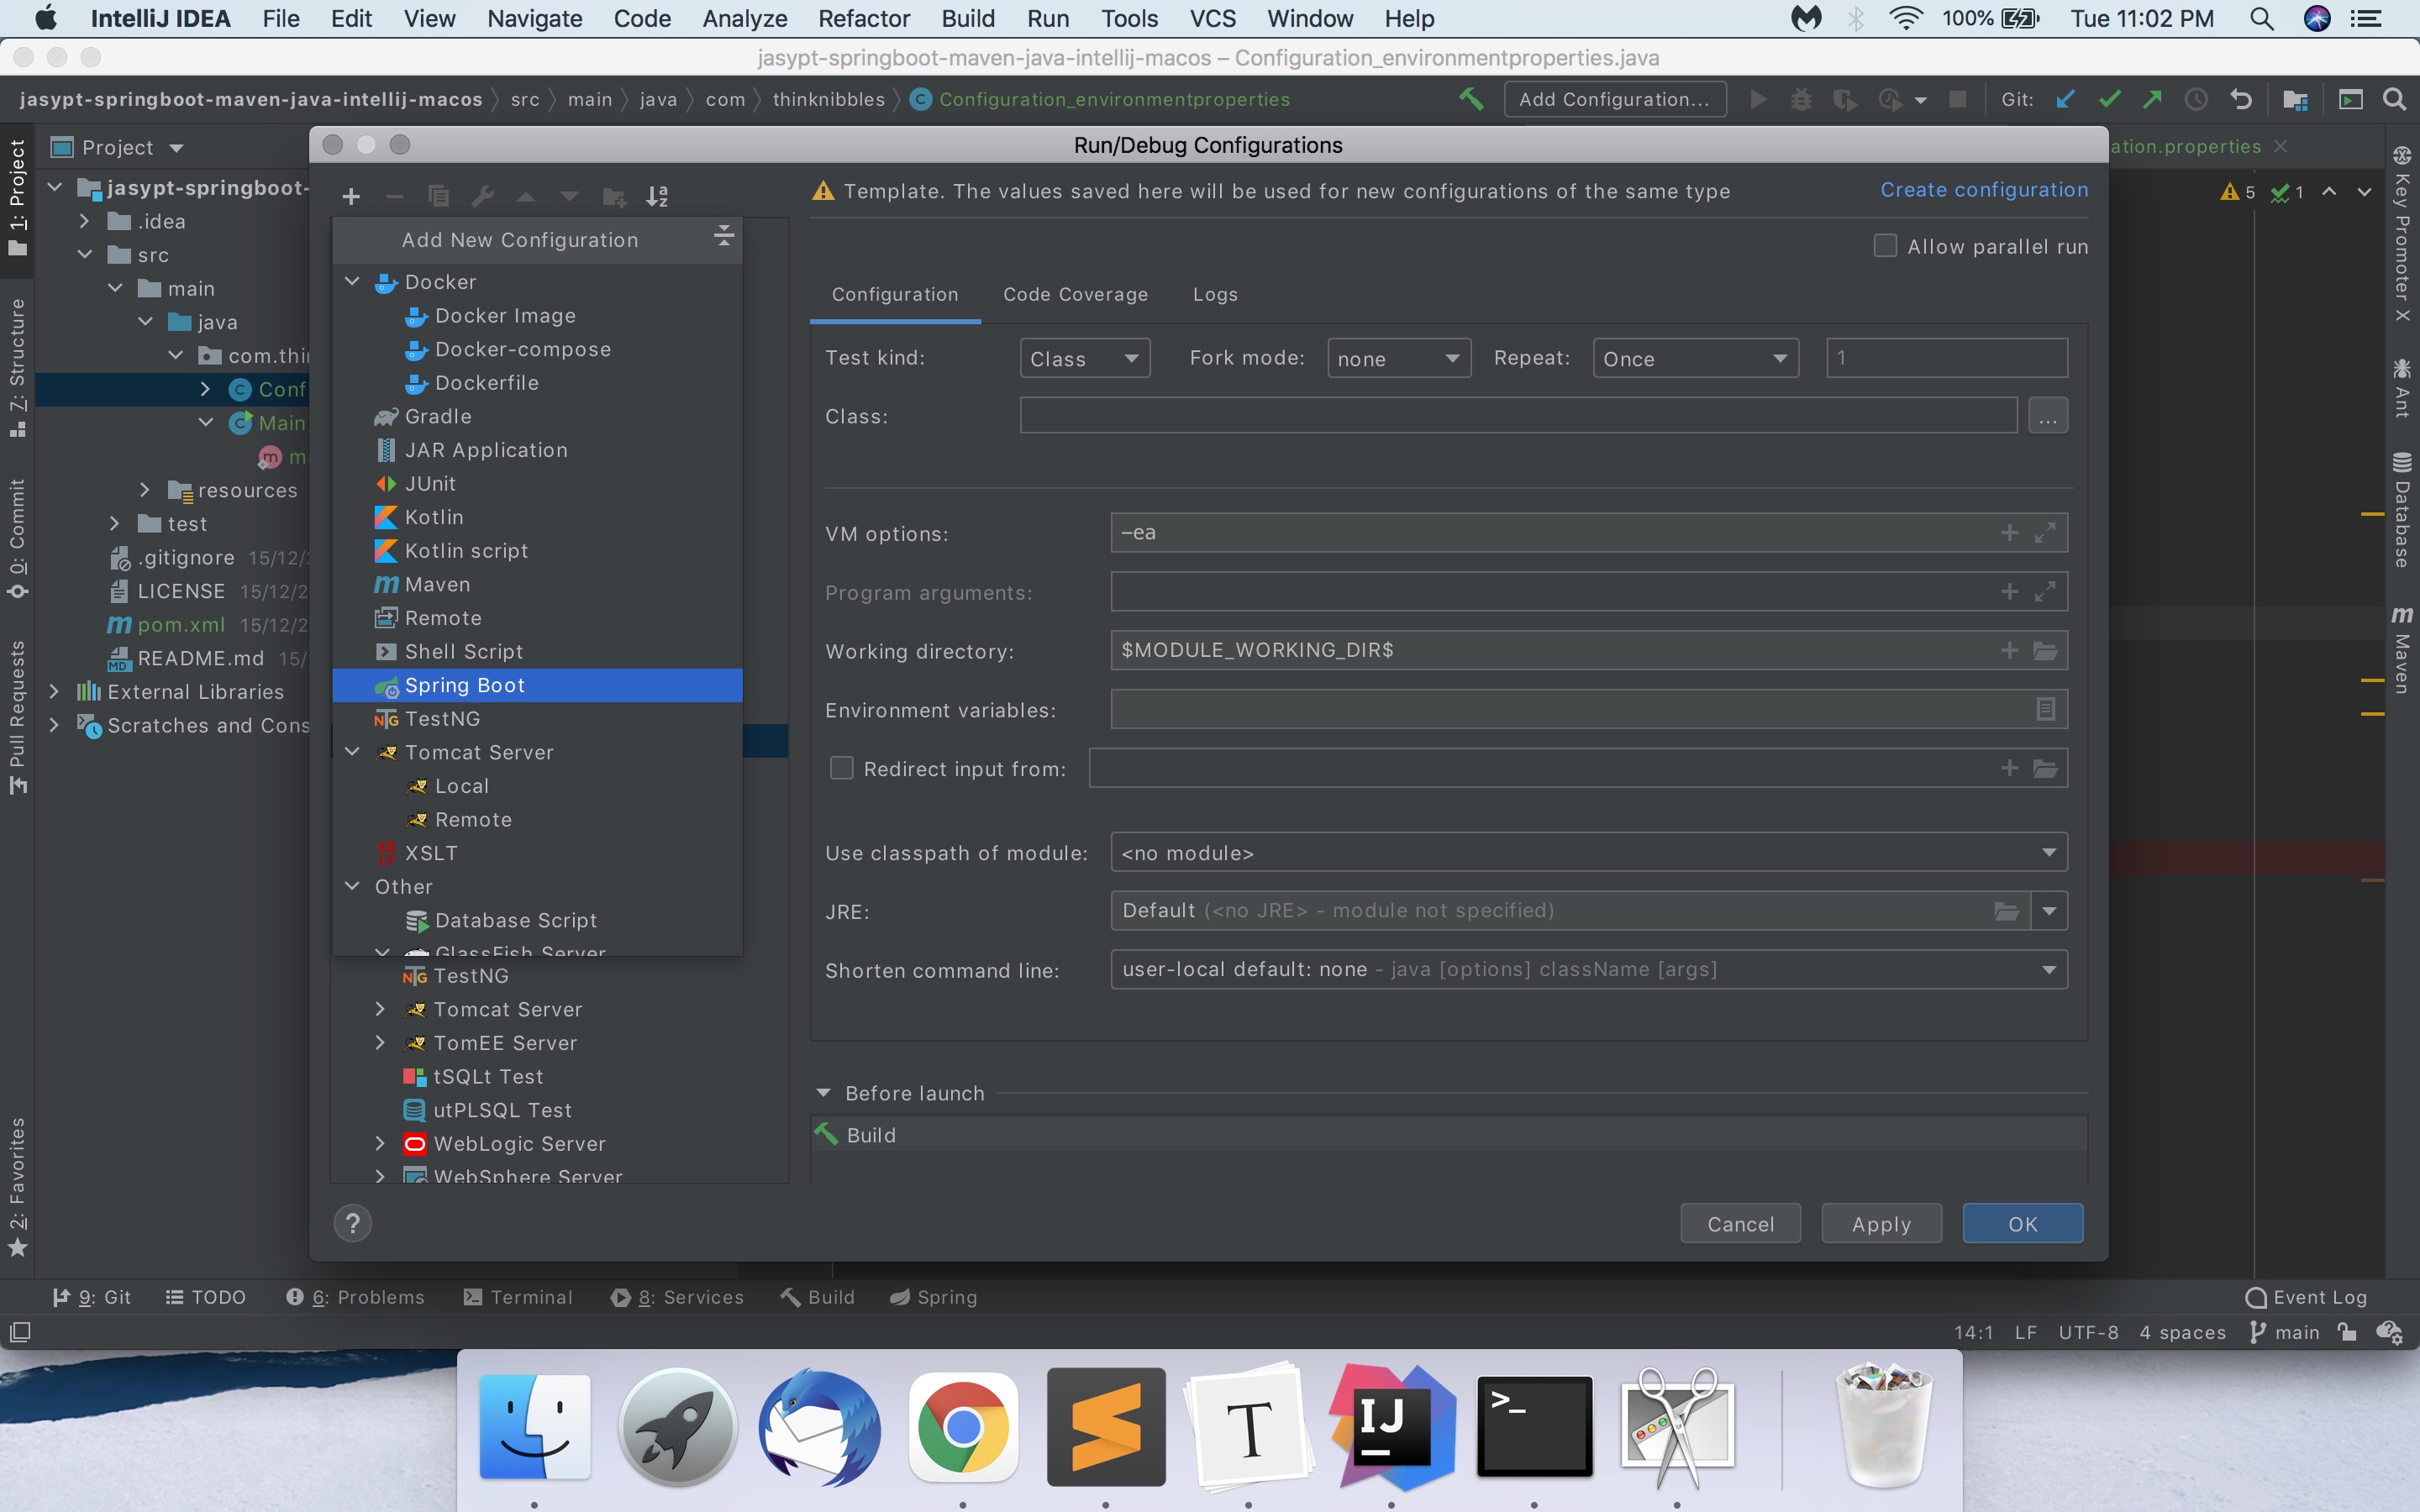 IntelliJ IDEA File Edit View Navigate Code Analyze Refactor Build Run Tools VCS Window Help 100% Tue 11:02 PM
jasypt-springboot-maven-java-intellij-macos – Configuration_environmentproperties.java
jasypt-springboot-maven-java-intellij-macos src main java com thinknibbles Configuration_environmentproperties Add Configuration... Git:
1: Project
7: Structure
0: Commit
Pull Requests
2: Favorites
Project
jasypt-springboot-
.idea
src
main
java
com.thin
Conf
Main
ma
resources
test
.gitignore 15/12/
LICENSE 15/12/2
pom.xml 15/12/2
README.md 15/
External Libraries
Scratches and Cons
Run/Debug Configurations
Add New Configuration
Docker
Docker Image
Docker-compose
Dockerfile
Gradle
JAR Application
JUnit
Kotlin
Kotlin script
Maven
Remote
Shell Script
Spring Boot
TestNG
Tomcat Server
Local
Remote
XSLT
Other
Database Script
GlassFish Server
TestNG
Tomcat Server
TomEE Server
tSQLt Test
utPLSQL Test
WebLogic Server
WebSphere Server
Template. The values saved here will be used for new configurations of the same type Create configuration
Allow parallel run
Configuration Code Coverage Logs
Test kind: Class Fork mode: none Repeat: Once 1
Class: ...
VM options: -ea
Program arguments:
Working directory: $MODULE_WORKING_DIR$
Environment variables:
Redirect input from:
Use classpath of module: <no module>
JRE: Default (<no JRE> - module not specified)
Shorten command line: user-local default: none - java [options] className [args]
Before launch
Build
? Cancel Apply OK
ation.properties
5 1
Key Promoter X
Ant
Database
Maven
9: Git TODO 6: Problems Terminal 8: Services Build Spring Event Log
14:1 LF UTF-8 4 spaces main
T IJ >_